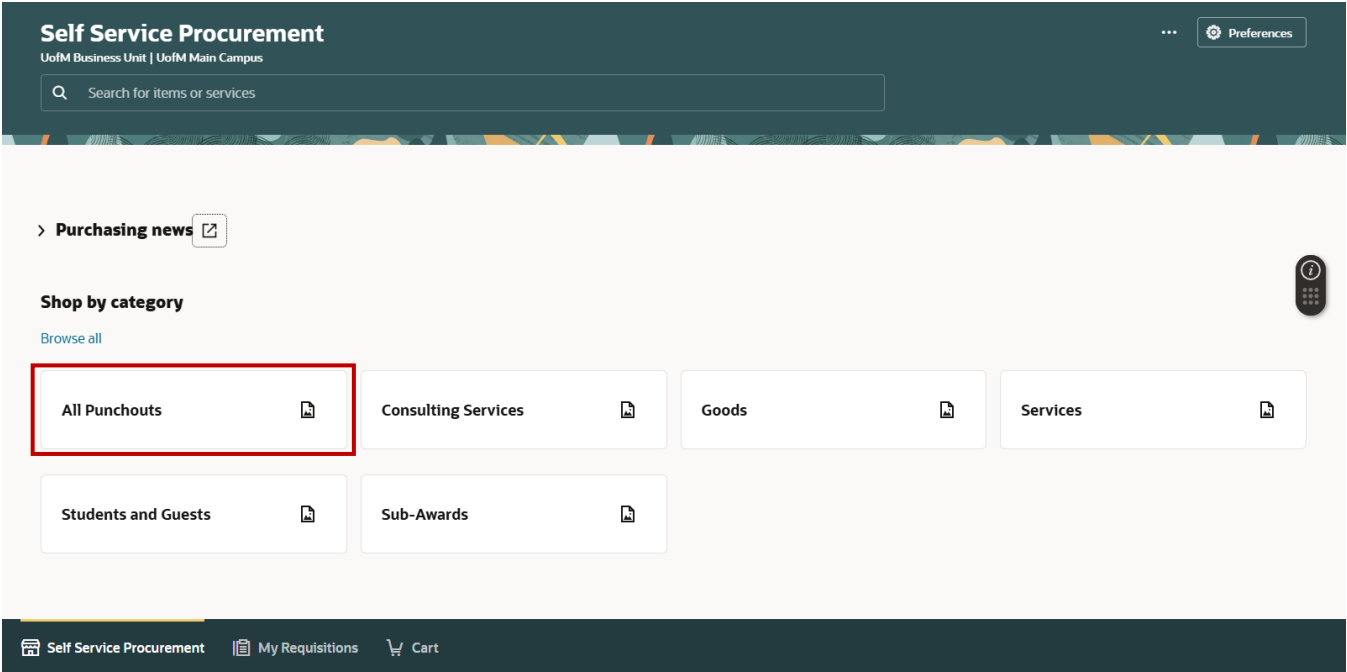 Self Service Procurement
UofM Business Unit | UofM Main Campus
Preferences
Search for items or services
Purchasing news
Shop by category
Browse all
All Punchouts
Consulting Services
Goods
Services
Students and Guests
Sub-Awards
Self Service Procurement
My Requisitions
Cart